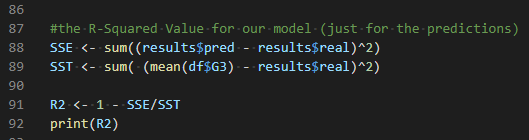 86
87 #the R-Squared Value for our model (just for the predictions)
88 SSE <- sum((results$pred - results$real)^2)
89 SST <- sum( (mean(df$G3) - results$real)^2)
90
91 R2 <- 1 - SSE/SST
92 print(R2)